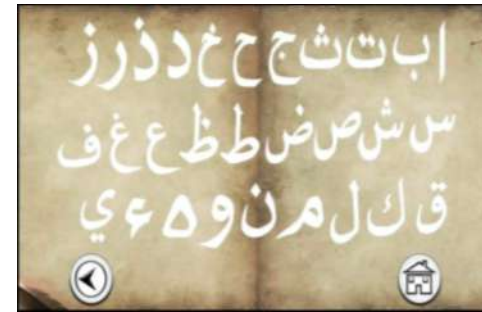 ا ب ت ث ج ح خ د ذ ر ز
س ش ص ض ط ظ ع غ ف
ق ك ل م ن و ه ء ي